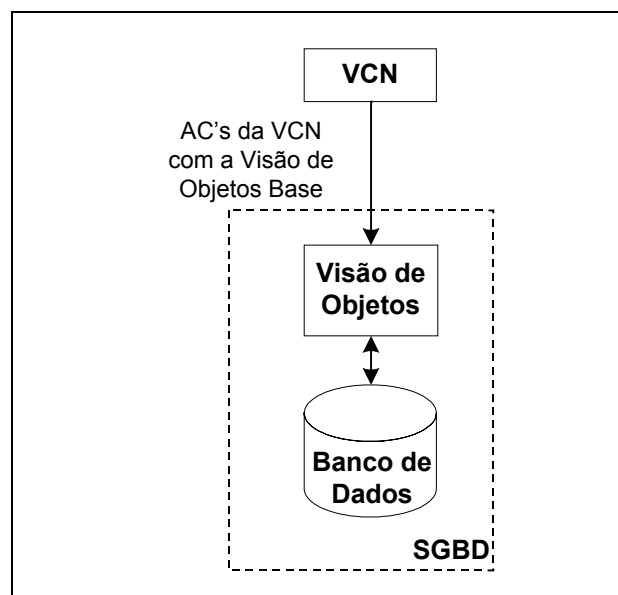 VCN
AC's da VCN
com a Visão de
Objetos Base
Visão de
Objetos
Banco de
Dados
SGBD